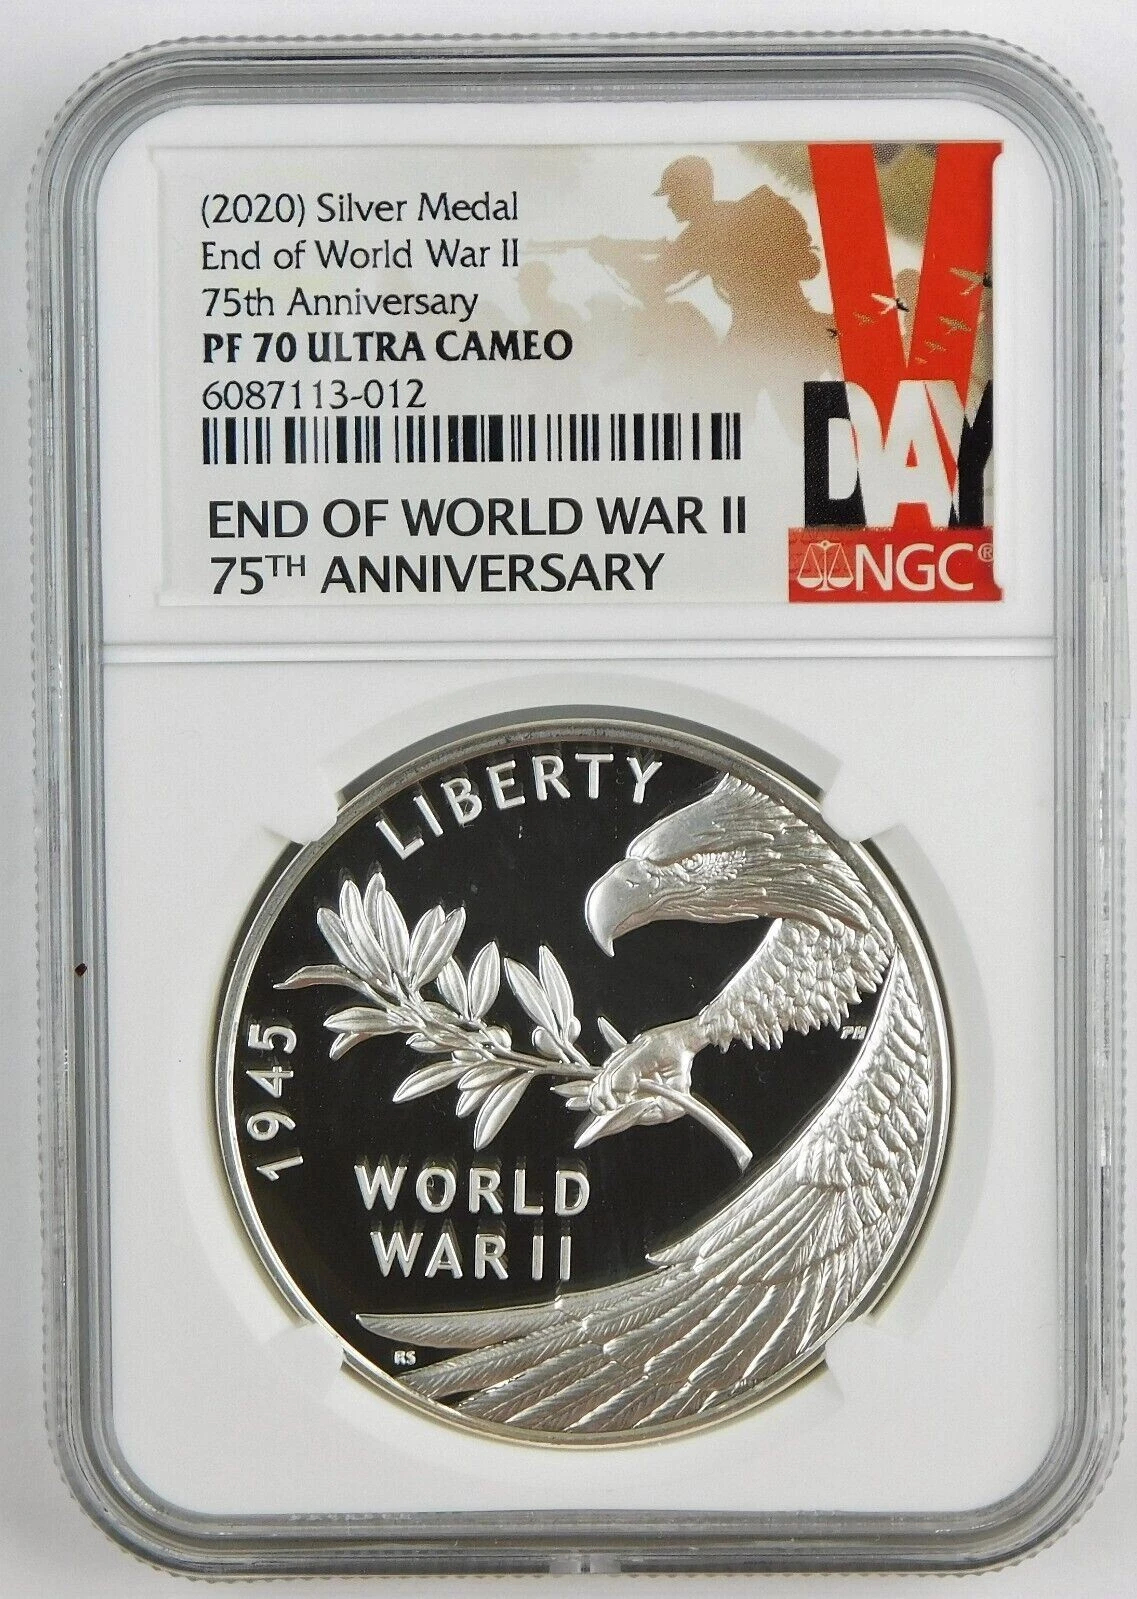 (2020) Silver Medal
End of World War II
75th Anniversary
PF 70 ULTRA CAMEO
6087113-012
END OF WORLD WAR II
75TH ANNIVERSARY
V
DAY
NGC®
LIBERTY
1945
PH
WORLD
WAR II
RS